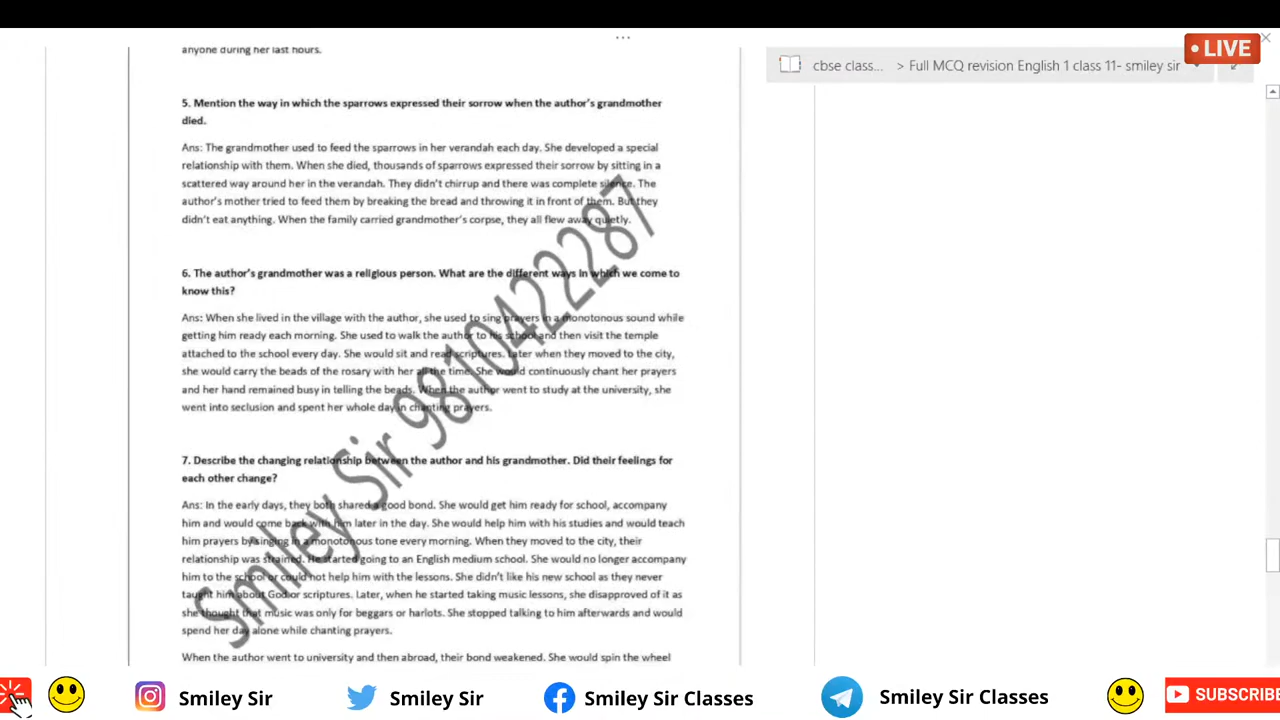 anyone during her last hours.
• LIVE
cbse class... > Full MCQ revision English 1 class 11- smiley sir
5. Mention the way in which the sparrows expressed their sorrow when the author's grandmother
died.
Ans: The grandmother used to feed the sparrows in her verandah each day. She developed a special
relationship with them. When she died, thousands of sparrows expressed their sorrow by sitting in a
scattered way around her in the verandah. They didn't chirrup and there was complete silence. The
author's mother tried to feed them by breaking the bread and throwing it in front of them. But they
didn't eat anything. When the family carried grandmother's corpse, they all flew away quietly.
6. The author's grandmother was a religious person. What are the different ways in which we come to
know this?
Ans: When she lived in the village with the author, she used to sing prayers in a monotonous sound while
getting him ready each morning. She used to walk the author to his school and then visit the temple
attached to the school every day. She would sit and read scriptures. Later when they moved to the city,
she would carry the beads of the rosary with her all the time. She would continuously chant her prayers
and her hand remained busy in telling the beads. When the author went to study at the university, she
went into seclusion and spent her whole day in chanting prayers.
7. Describe the changing relationship between the author and his grandmother. Did their feelings for
each other change?
Ans: In the early days, they both shared a good bond. She would get him ready for school, accompany
him and would come back with him later in the day. She would help him with his studies and would teach
him prayers by singing in a monotonous tone every morning. When they moved to the city, their
relationship was strained. He started going to an English medium school. She would no longer accompany
him to the school or could not help him with the lessons. She didn't like his new school as they never
taught him about God or scriptures. Later, when he started taking music lessons, she disapproved of it as
she thought that music was only for beggars or harlots. She stopped talking to him afterwards and would
spend her day alone while chanting prayers.
When the author went to university and then abroad, their bond weakened. She would spin the wheel
Smiley Sir 9810422287
Smiley Sir
Smiley Sir
Smiley Sir Classes
Smiley Sir Classes
SUBSCRIBE